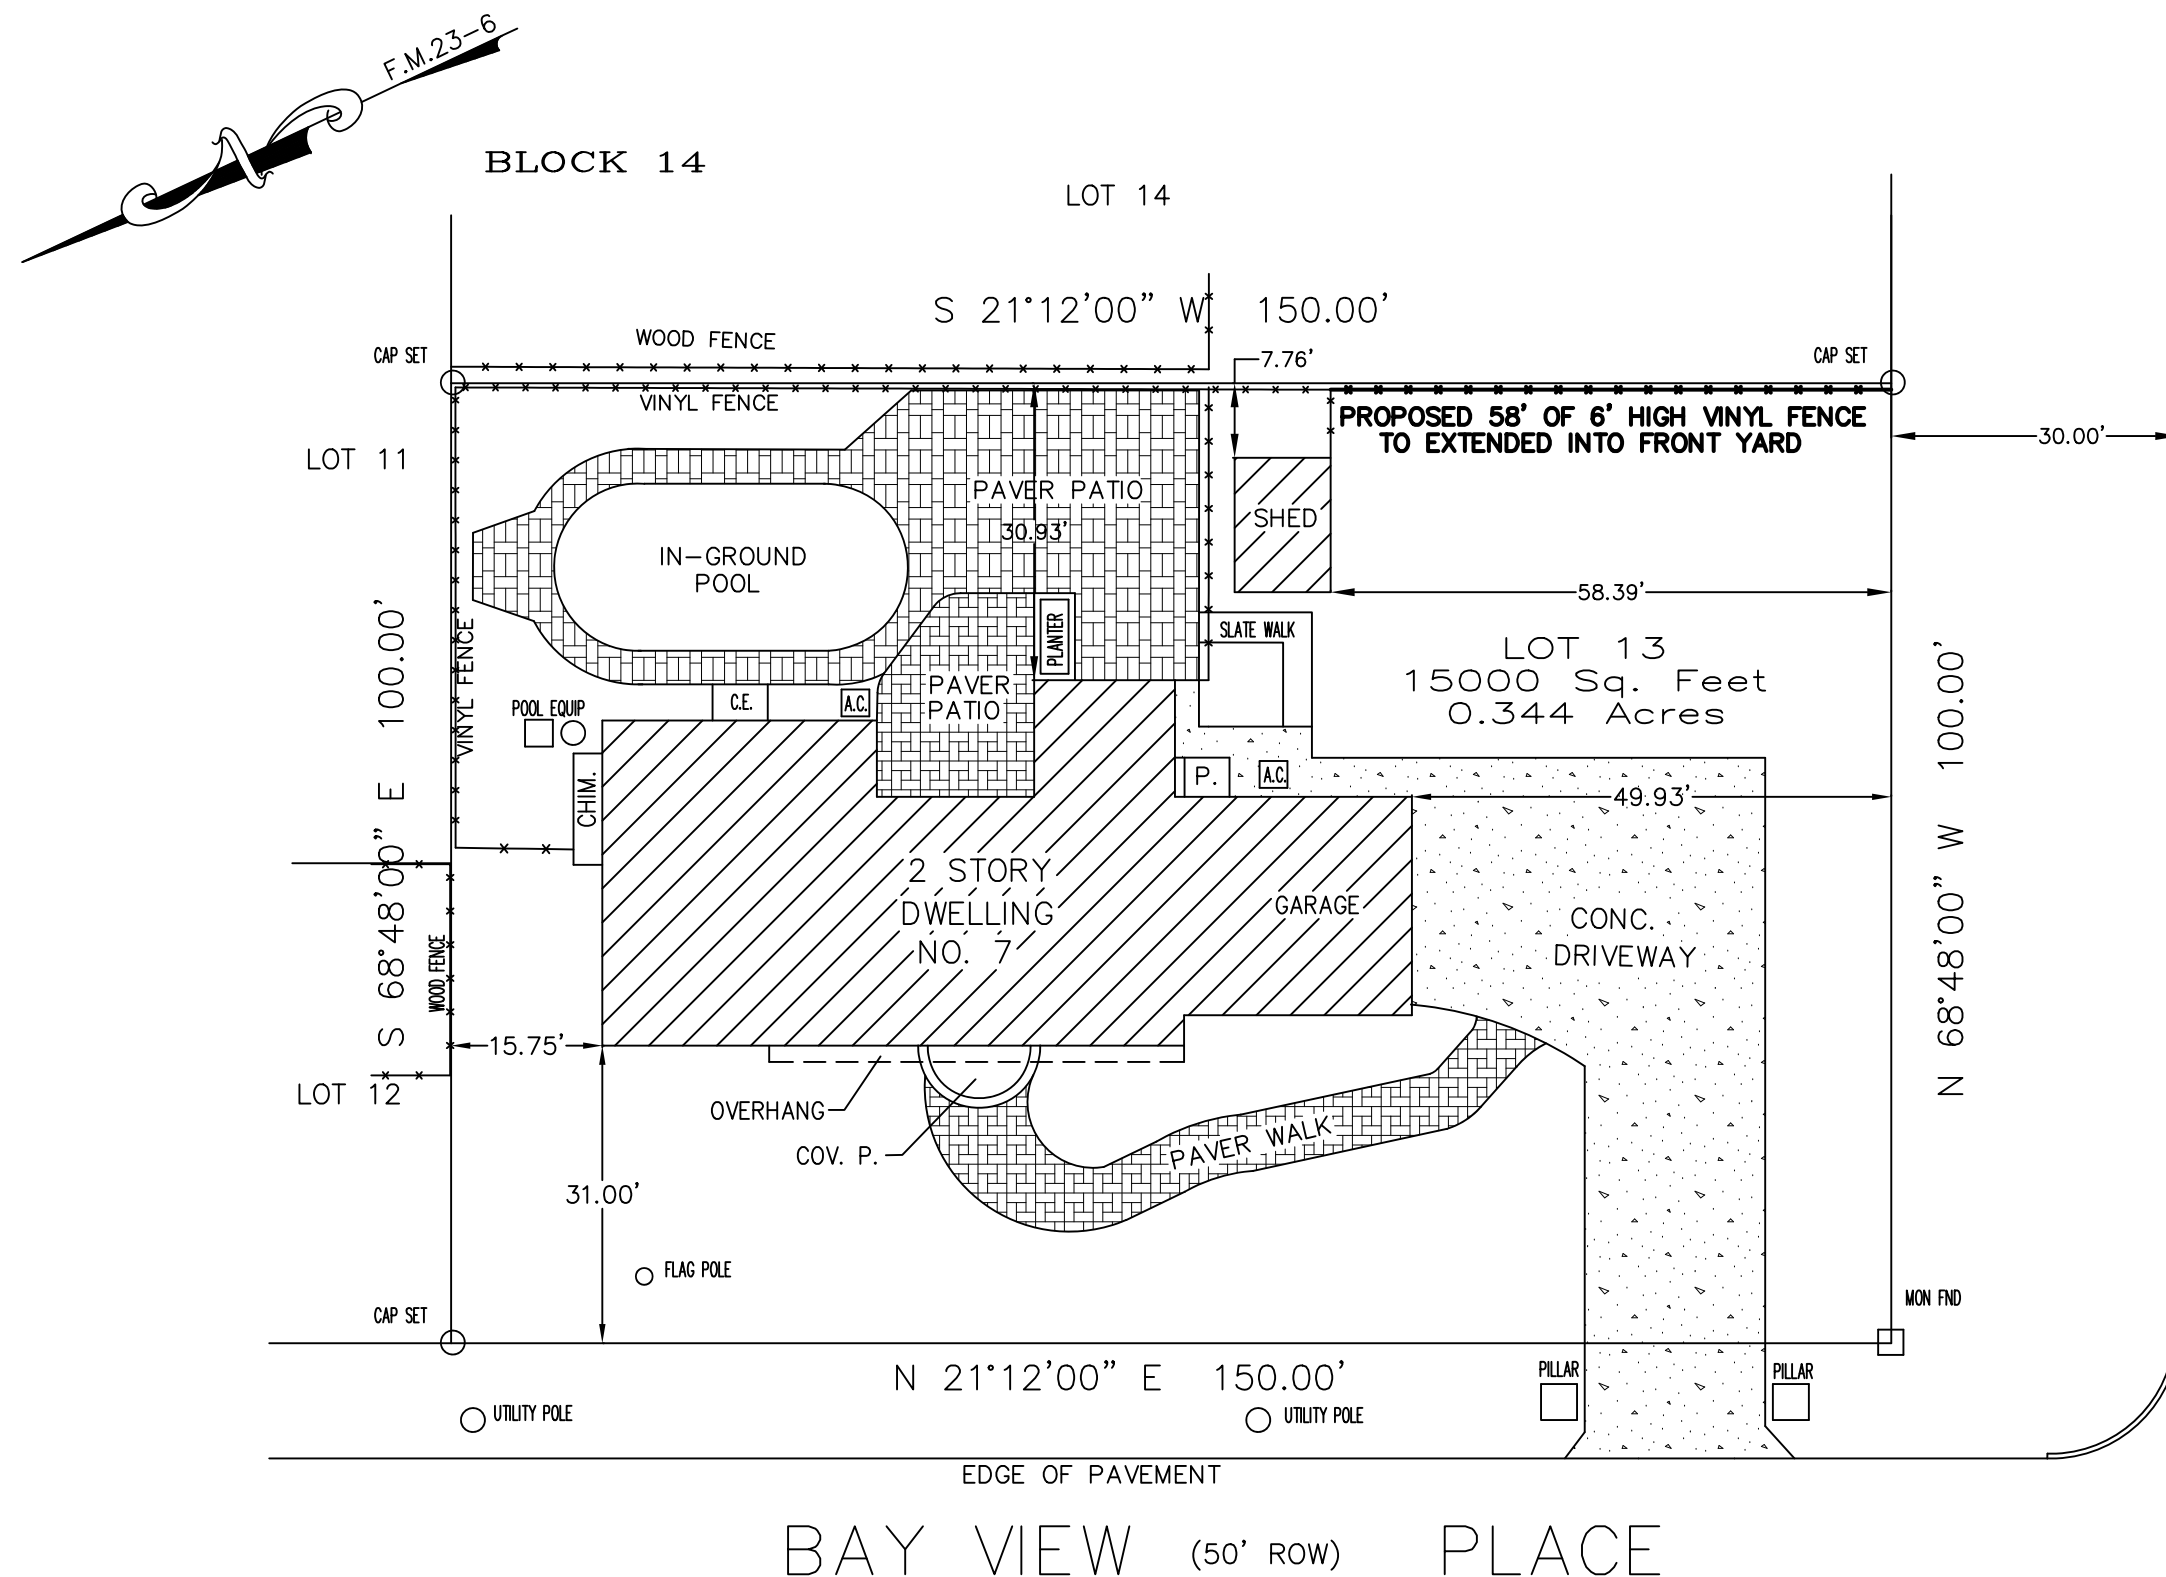 F.M.23-6
BLOCK 14
LOT 14
S 21°12'00" W 150.00'
WOOD FENCE
CAP SET
7.76'
CAP SET
VINYL FENCE
PROPOSED 58' OF 6' HIGH VINYL FENCE
TO EXTENDED INTO FRONT YARD
30.00'
LOT 11
PAVER PATIO
30.93'
SHED
IN-GROUND
POOL
58.39'
PLANTER
SLATE WALK
LOT 13
15000 Sq. Feet
0.344 Acres
S 68°48'00" E 100.00'
VINYL FENCE
N 68°48'00" W 100.00'
PAVER
PATIO
C.E.
A.C.
POOL EQUIP
CHIM.
P.
A.C.
49.93'
2 STORY
DWELLING
NO. 7
GARAGE
CONC.
DRIVEWAY
WOOD FENCE
15.75'
LOT 12
OVERHANG
COV. P.
PAVER WALK
31.00'
FLAG POLE
CAP SET
MON FND
N 21°12'00" E 150.00'
PILLAR
PILLAR
UTILITY POLE
UTILITY POLE
EDGE OF PAVEMENT
BAY VIEW (50' ROW) PLACE